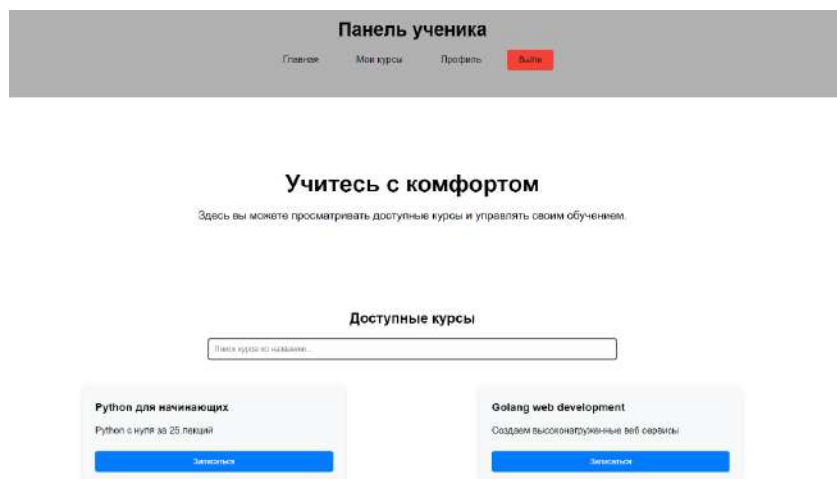 Панель ученика
Главная Мои курсы Профиль Выйти
Учитесь с комфортом
Здесь вы можете просматривать доступные курсы и управлять своим обучением.
Доступные курсы
Поиск курса по названию...
Python для начинающих
Golang web development
Python с нуля за 25 лекций
Создаем высоконагруженные веб сервисы
Записаться
Записаться